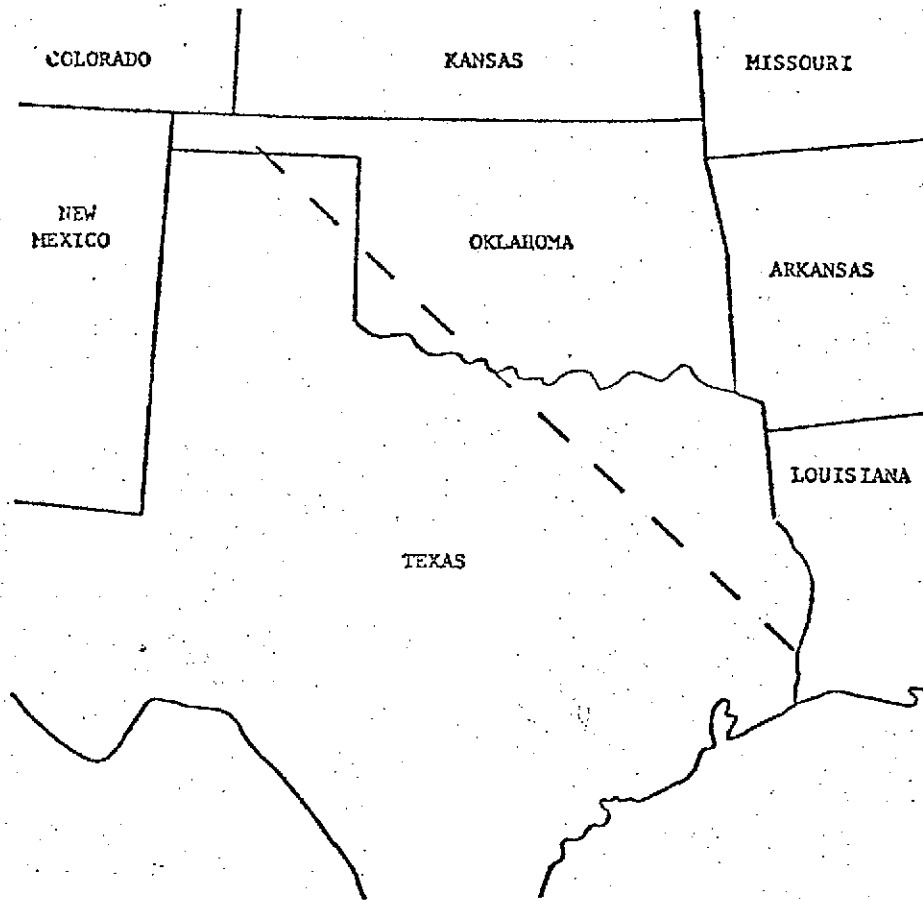 COLORADO
KANSAS
MISSOURI
NEW
MEXICO
OKLAHOMA
ARKANSAS
LOUISIANA
TEXAS